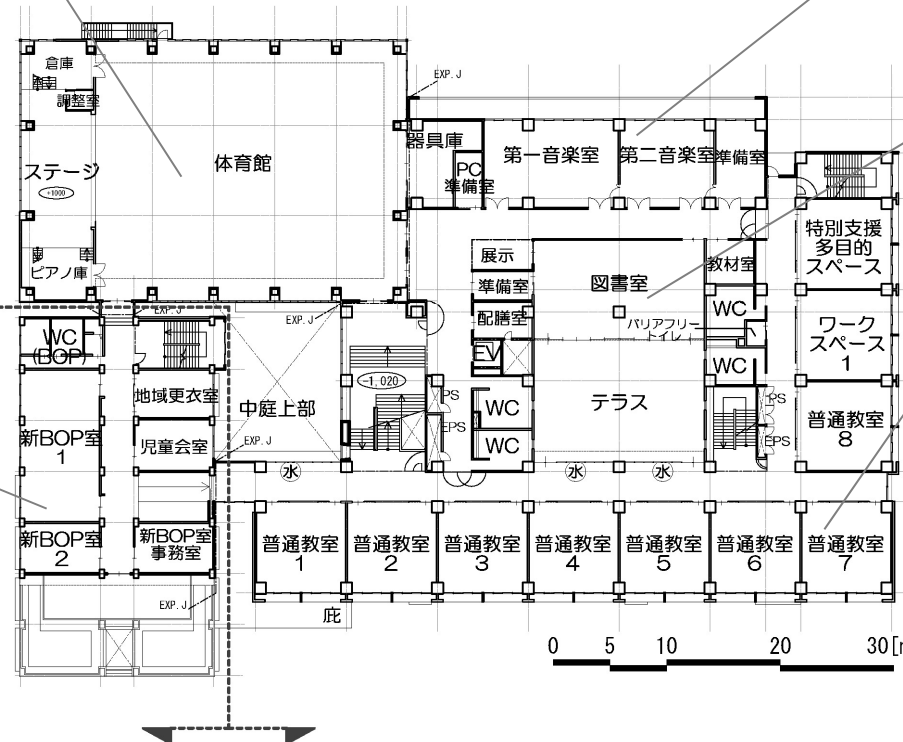 倉庫
調整室
ステージ
+1000
体育館
ピアノ庫
EXP.J
器具庫
PC
準備室
第一音楽室
第二音楽室
準備室
特別支援
多目的
スペース
展示
準備室
配膳室
EV
図書室
教材室
WC
バリアフリー
トイレ
WC
ワーク
スペース
1
EXP.J
EXP.J
WC
(BOP)
地域更衣室
中庭上部
-1,020
PS
EPS
WC
WC
テラス
PS
EPS
普通教室
8
新BOP室
1
児童会室
EXP.J
水
水
水
新BOP室
2
新BOP室
事務室
普通教室
1
普通教室
2
普通教室
3
普通教室
4
普通教室
5
普通教室
6
普通教室
7
EXP.J
庇
0 5 10 20 30[m